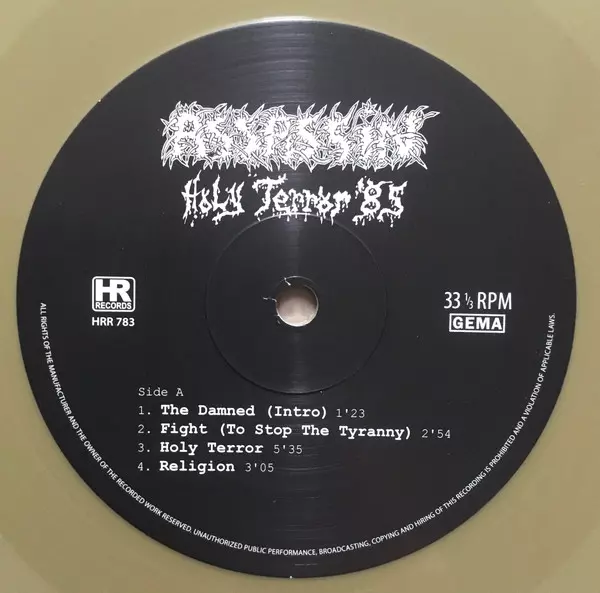 ASSASSIN
Holy Terror '85
HR
RECORDS
HRR 783
33 ⅓ RPM
GEMA
Side A
1. The Damned (Intro) 1'23
2. Fight (To Stop The Tyranny) 2'54
3. Holy Terror 5'35
4. Religion 3'05
ALL RIGHTS OF THE MANUFACTURER AND THE OWNER OF THE RECORDED WORK RESERVED. UNAUTHORIZED PUBLIC PERFORMANCE, BROADCASTING, COPYING AND HIRING OF THIS RECORDING IS PROHIBITED AND A VIOLATION OF APPLICABLE LAWS.